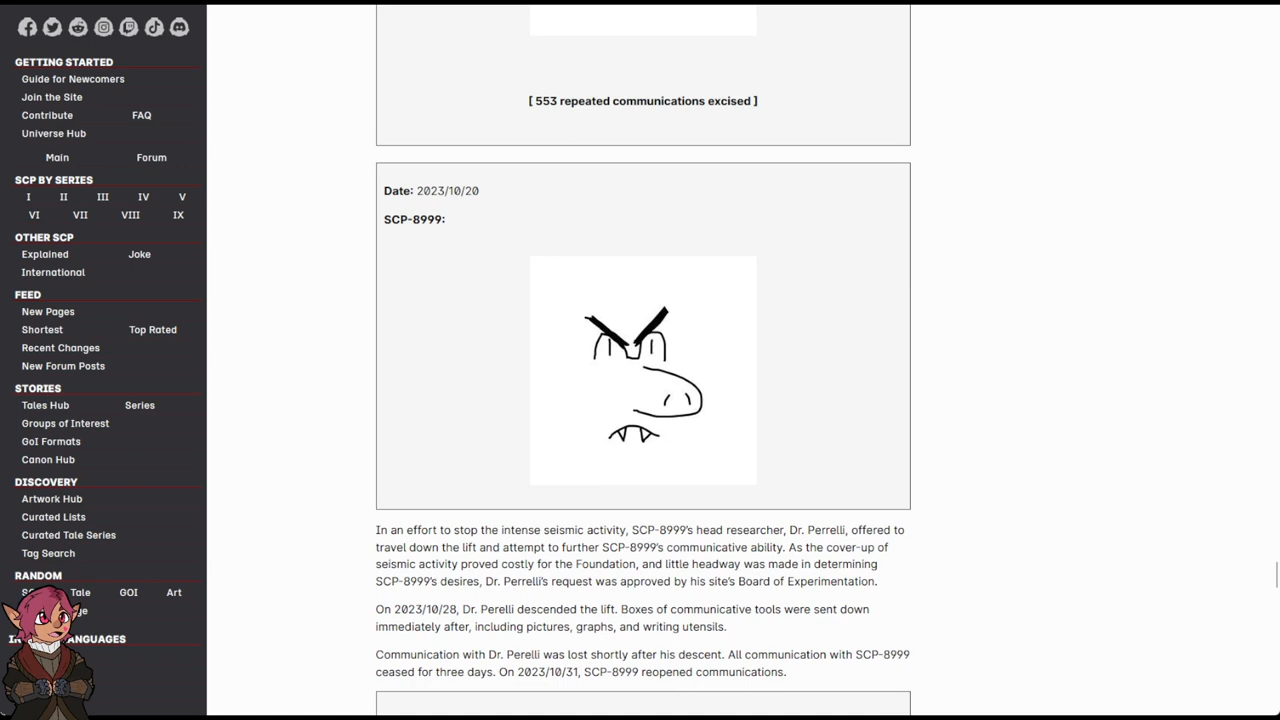 GETTING STARTED
Guide for Newcomers
Join the Site
Contribute FAQ
Universe Hub
Main Forum
SCP BY SERIES
I II III IV V
VI VII VIII IX
OTHER SCP
Explained Joke
International
FEED
New Pages
Shortest Top Rated
Recent Changes
New Forum Posts
STORIES
Tales Hub Series
Groups of Interest
GoI Formats
Canon Hub
DISCOVERY
Artwork Hub
Curated Lists
Curated Tale Series
Tag Search
RANDOM
Tale GOI Art
[ 553 repeated communications excised ]
Date: 2023/10/20
SCP-8999:
In an effort to stop the intense seismic activity, SCP-8999's head researcher, Dr. Perrelli, offered to
travel down the lift and attempt to further SCP-8999's communicative ability. As the cover-up of
seismic activity proved costly for the Foundation, and little headway was made in determining
SCP-8999's desires, Dr. Perrelli's request was approved by his site's Board of Experimentation.
On 2023/10/28, Dr. Perelli descended the lift. Boxes of communicative tools were sent down
immediately after, including pictures, graphs, and writing utensils.
Communication with Dr. Perelli was lost shortly after his descent. All communication with SCP-8999
ceased for three days. On 2023/10/31, SCP-8999 reopened communications.